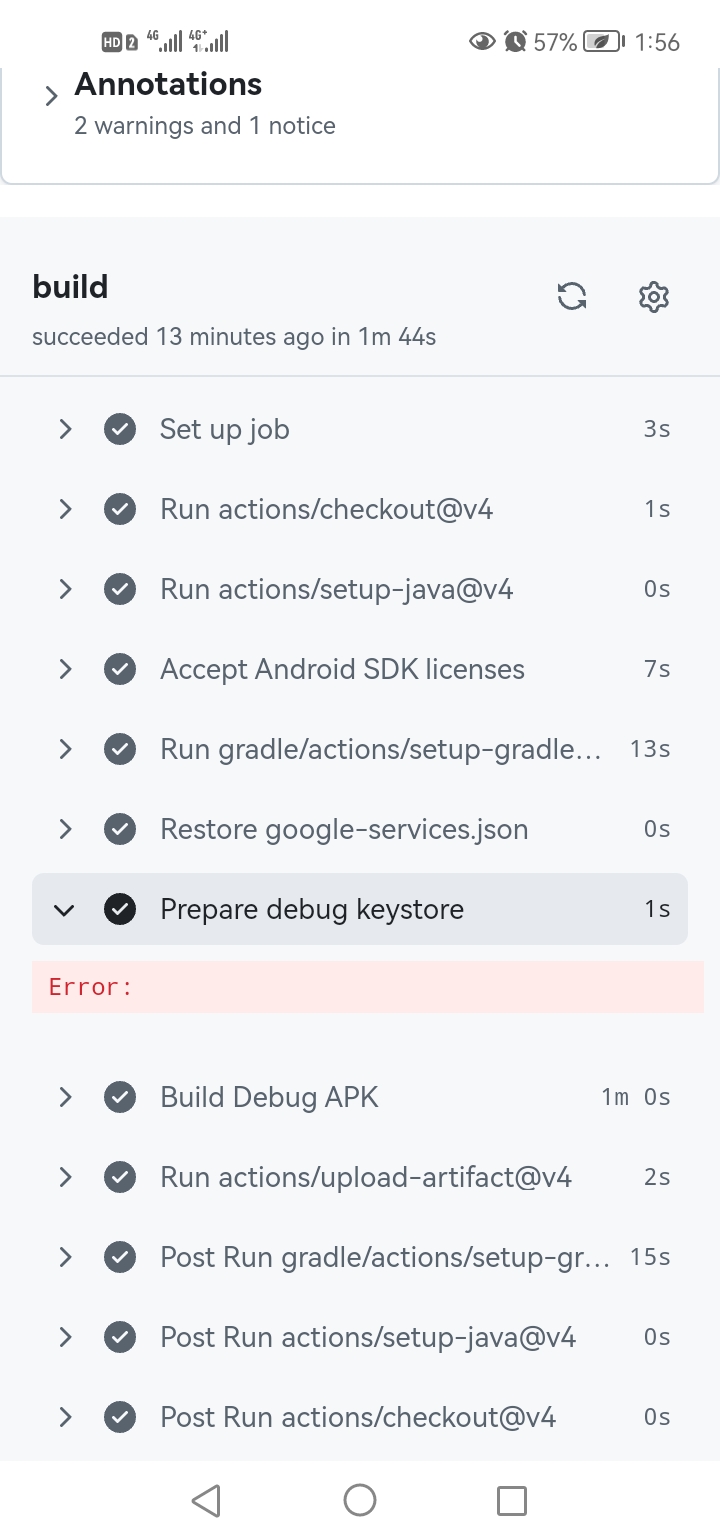 HD 2 4G 4G+ 57% 1:56
Annotations
2 warnings and 1 notice
build
succeeded 13 minutes ago in 1m 44s
Set up job 3s
Run actions/checkout@v4 1s
Run actions/setup-java@v4 0s
Accept Android SDK licenses 7s
Run gradle/actions/setup-gradle... 13s
Restore google-services.json 0s
Prepare debug keystore 1s
Error:
Build Debug APK 1m 0s
Run actions/upload-artifact@v4 2s
Post Run gradle/actions/setup-gr... 15s
Post Run actions/setup-java@v4 0s
Post Run actions/checkout@v4 0s